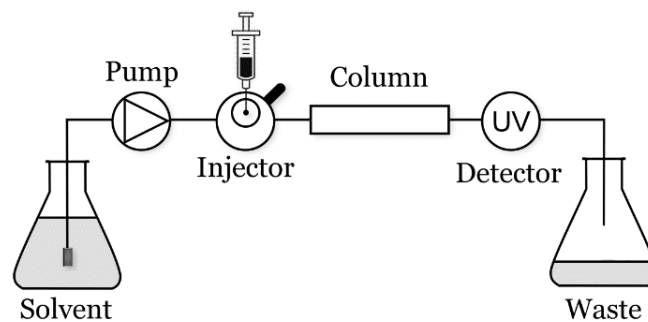 Pump
Column
UV
Injector
Detector
Solvent
Waste